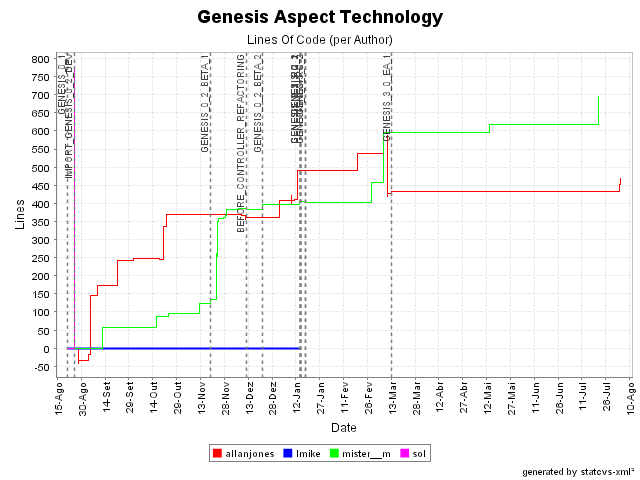 Genesis Aspect Technology
Lines Of Code (per Author)
Lines
800
750
700
650
600
550
500
450
400
350
300
250
200
150
100
50
0
-50
GENESIS_0_1
IMPORT_GENESIS_0_2_DEV
GENESIS_0_2_BETA_1
BEFORE_CONTROLLER_REFACTORING
GENESIS_0_2_BETA_2
GENESIS_3_0_EA_1
15-Ago
30-Ago
14-Set
29-Set
14-Out
29-Out
13-Nov
28-Nov
13-Dez
28-Dez
12-Jan
27-Jan
11-Fev
26-Fev
13-Mar
28-Mar
12-Abr
27-Abr
12-Mai
27-Mai
11-Jun
26-Jun
11-Jul
26-Jul
10-Ago
Date
allanjones
lmike
mister__m
sol
generated by statcvs-xml²